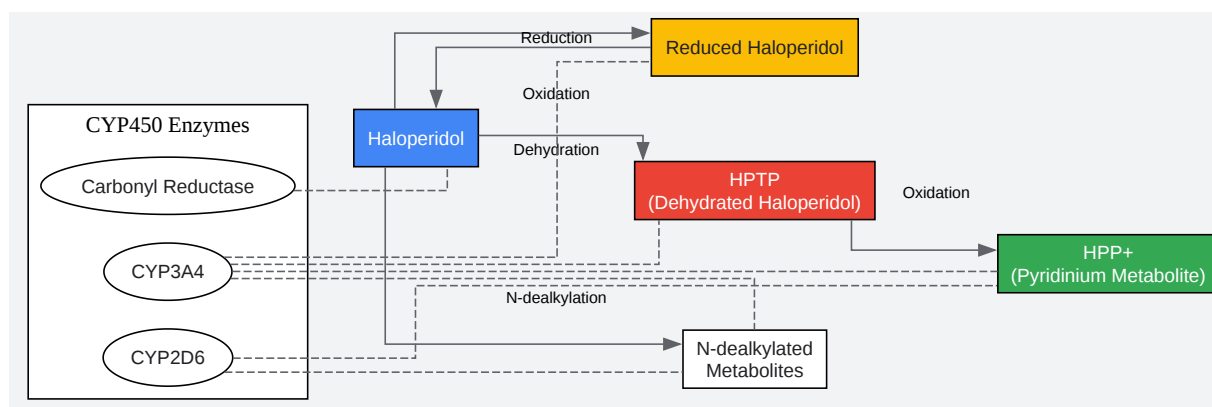 Reduction
Reduced Haloperidol
Oxidation
CYP450 Enzymes
Haloperidol
Dehydration
Carbonyl Reductase
HPTP
(Dehydrated Haloperidol)
Oxidation
HPP+
(Pyridinium Metabolite)
CYP3A4
N-dealkylation
CYP2D6
N-dealkylated
Metabolites